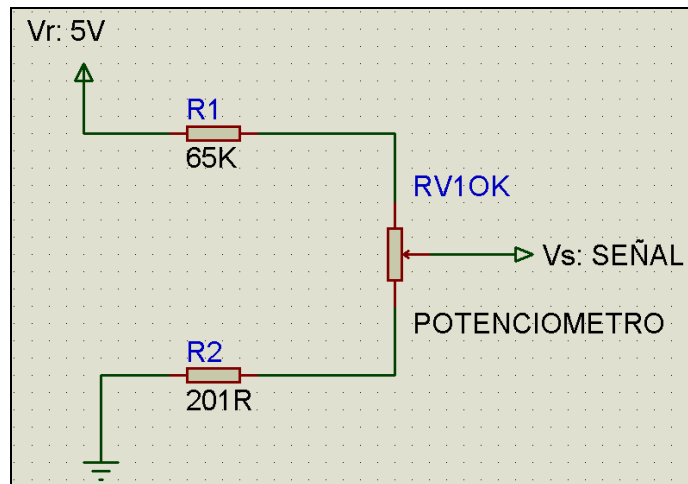 Vr: 5V
R1
65K
RV1OK
Vs: SEÑAL
POTENCIOMETRO
R2
201R